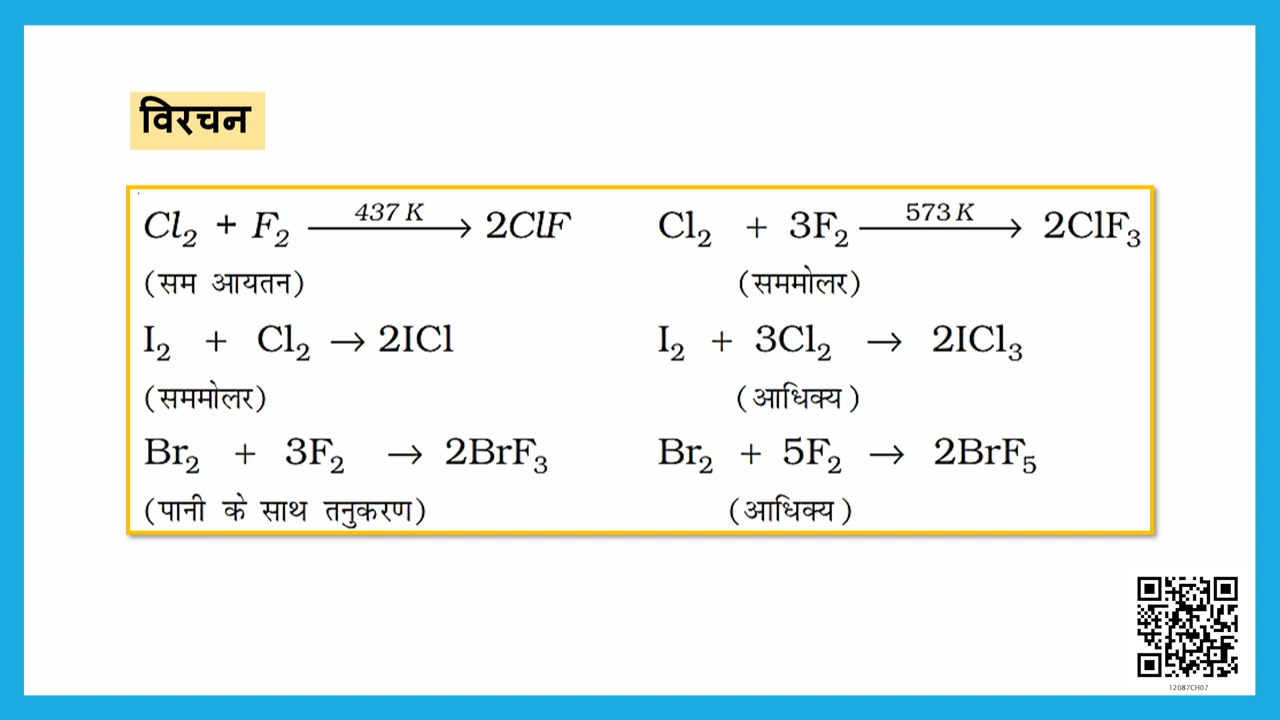 विरचन
Cl₂ + F₂ —437 K→ 2ClF    Cl₂ + 3F₂ —573 K→ 2ClF₃
(सम आयतन)    (सममोलर)
I₂ + Cl₂ → 2ICl    I₂ + 3Cl₂ → 2ICl₃
(सममोलर)    (आधिक्य)
Br₂ + 3F₂ → 2BrF₃    Br₂ + 5F₂ → 2BrF₅
(पानी के साथ तनुकरण)    (आधिक्य)
12087CH07